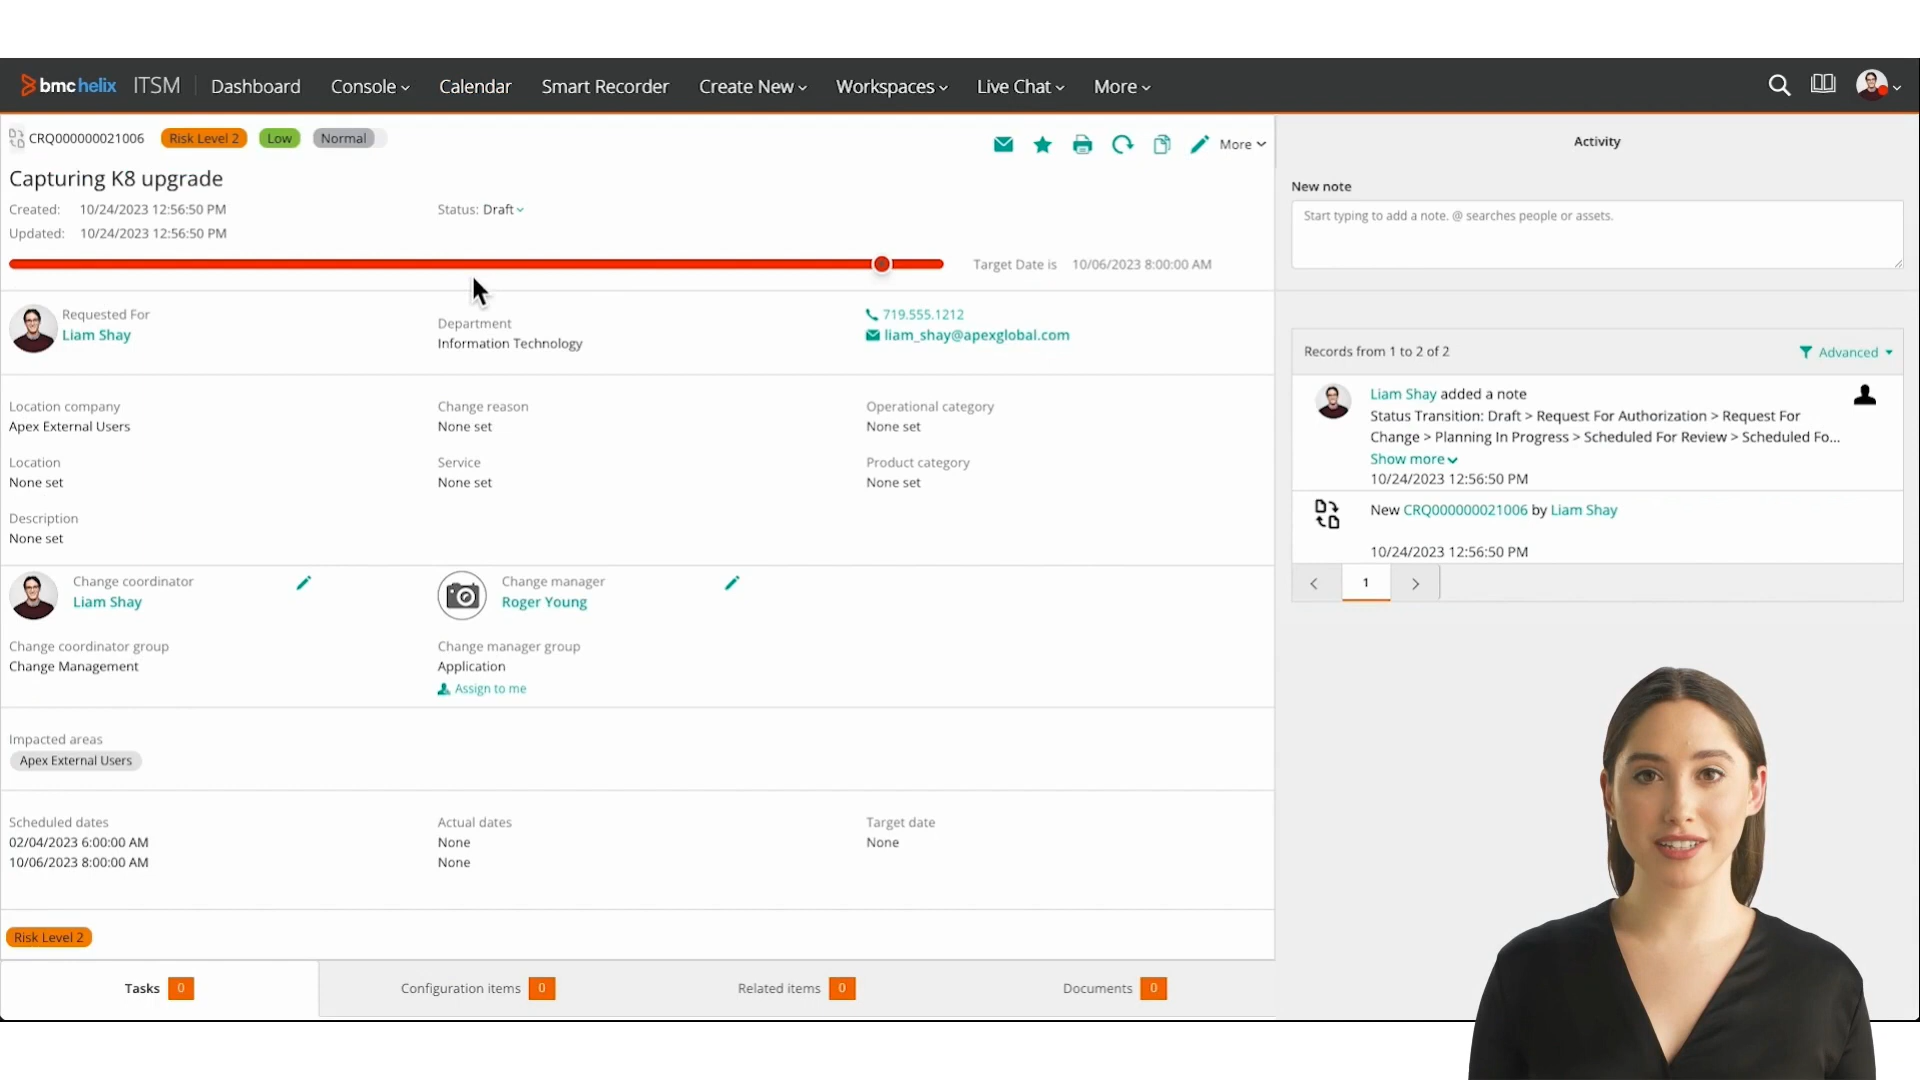 bmchelix ITSM Dashboard Console Calendar Smart Recorder Create New Workspaces Live Chat More
CRQ000000021006 Risk Level 2 Low Normal
More
Capturing K8 upgrade
Created: 10/24/2023 12:56:50 PM
Status: Draft
Updated: 10/24/2023 12:56:50 PM
Target Date is 10/06/2023 8:00:00 AM
Requested For
Liam Shay
Department
Information Technology
719.555.1212
liam_shay@apexglobal.com
Location company
Apex External Users
Change reason
None set
Operational category
None set
Location
None set
Service
None set
Product category
None set
Description
None set
Change coordinator
Liam Shay
Change manager
Roger Young
Change coordinator group
Change Management
Change manager group
Application
Assign to me
Impacted areas
Apex External Users
Scheduled dates
02/04/2023 6:00:00 AM
10/06/2023 8:00:00 AM
Actual dates
None
None
Target date
None
Risk Level 2
Tasks 0
Configuration items 0
Related items 0
Documents 0
Activity
New note
Start typing to add a note. @ searches people or assets.
Records from 1 to 2 of 2
Advanced
Liam Shay added a note
Status Transition: Draft > Request For Authorization > Request For
Change > Planning In Progress > Scheduled For Review > Scheduled Fo...
Show more
10/24/2023 12:56:50 PM
New CRQ000000021006 by Liam Shay
10/24/2023 12:56:50 PM
1